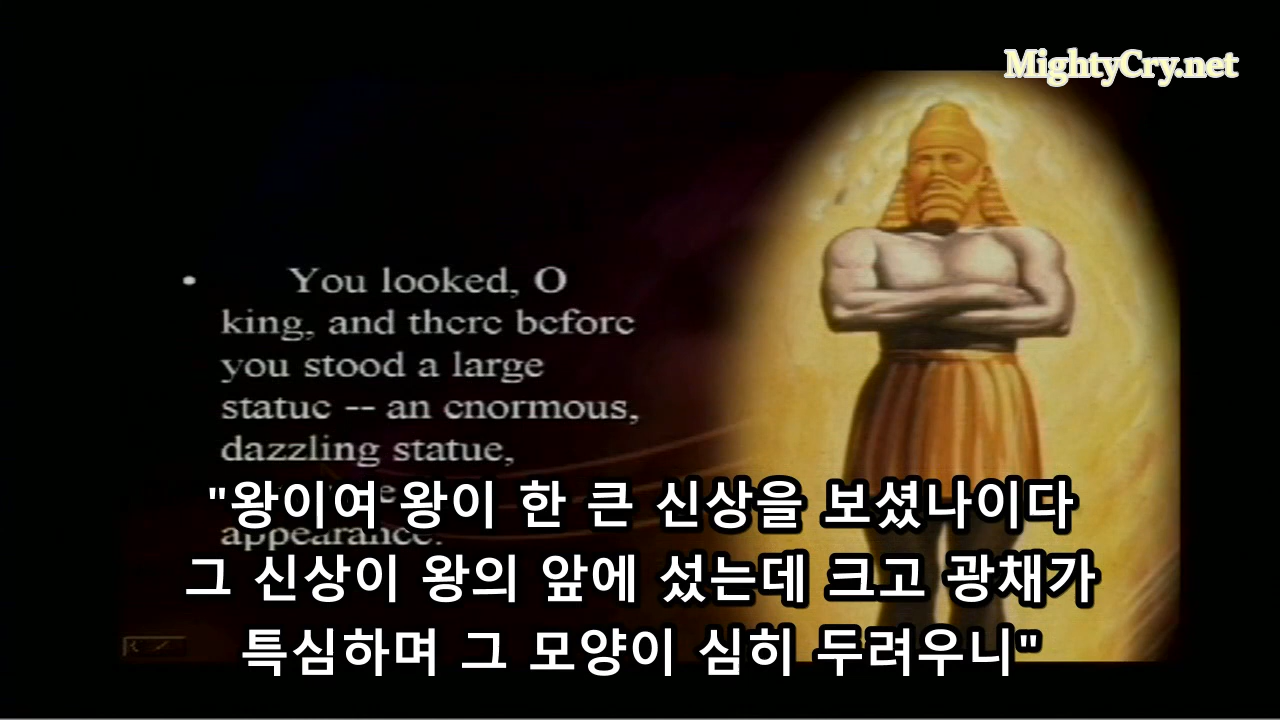 MightyCry.net
• You looked, O
king, and there before
you stood a large
statue -- an enormous,
dazzling statue,
appearance.
"왕이여 왕이 한 큰 신상을 보셨나이다
그 신상이 왕의 앞에 섰는데 크고 광채가
특심하며 그 모양이 심히 두려우니"